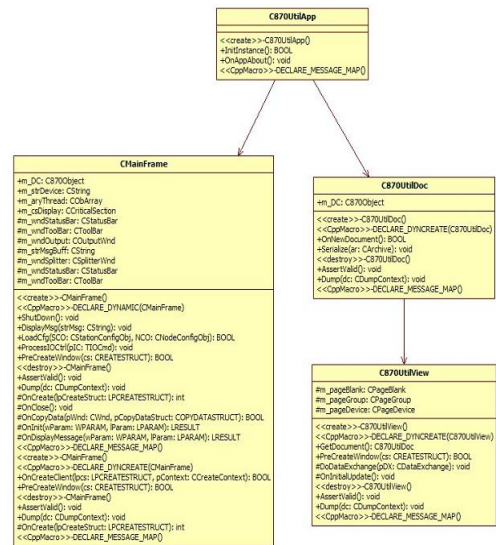 C870UtilApp
<<create>>-C870UtilApp()
+InitInstance(): BOOL
+OnAppAbout(): void
<<CppMacro>>-DECLARE_MESSAGE_MAP()
CMainFrame
+m_DC: C870Object
+m_strDevice: CString
+m_aryThread: CObArray
+m_csDisplay: CCriticalSection
#m_wndStatusBar: CStatusBar
#m_wndToolBar: CToolBar
#m_wndOutput: COutputWnd
#m_strMsgBuff: CString
#m_wndSplitter: CSplitterWnd
#m_wndStatusBar: CStatusBar
#m_wndToolBar: CToolBar
<<create>>-CMainFrame()
<<CppMacro>>-DECLARE_DYNAMIC(CMainFrame)
+ShutDown(): void
+DisplayMsg(strMsg: CString): void
+LoadCfg(SCO: CStationConfigObj, NCO: CNodeConfigObj): BOOL
+ProcessIOCtrl(pIC: TIOCmd): void
+PreCreateWindow(cs: CREATESTRUCT): BOOL
<<destroy>>-CMainFrame()
+AssertValid(): void
+Dump(dc: CDumpContext): void
#OnCreate(lpCreateStruct: LPCREATESTRUCT): int
#OnClose(): void
#OnCopyData(pWnd: CWnd, pCopyDataStruct: COPYDATASTRUCT): BOOL
#OnInit(wParam: WPARAM, lParam: LPARAM): LRESULT
#OnDisplayMessage(wParam: WPARAM, lParam: LPARAM): LRESULT
<<CppMacro>>-DECLARE_MESSAGE_MAP()
<<create>>-CMainFrame()
<<CppMacro>>-DECLARE_DYNCREATE(CMainFrame)
+OnCreateClient(lpcs: LPCREATESTRUCT, pContext: CCreateContext): BOOL
+PreCreateWindow(cs: CREATESTRUCT): BOOL
<<destroy>>-CMainFrame()
+AssertValid(): void
+Dump(dc: CDumpContext): void
#OnCreate(lpCreateStruct: LPCREATESTRUCT): int
<<CppMacro>>-DECLARE_MESSAGE_MAP()
C870UtilDoc
+m_DC: C870Object
<<create>>-C870UtilDoc()
<<CppMacro>>-DECLARE_DYNCREATE(C870UtilDoc)
+OnNewDocument(): BOOL
+Serialize(ar: CArchive): void
<<destroy>>-C870UtilDoc()
+AssertValid(): void
+Dump(dc: CDumpContext): void
<<CppMacro>>-DECLARE_MESSAGE_MAP()
C870UtilView
#m_pageBlank: CPageBlank
#m_pageGroup: CPageGroup
#m_pageDevice: CPageDevice
<<create>>-C870UtilView()
<<CppMacro>>-DECLARE_DYNCREATE(C870UtilView)
+GetDocument(): C870UtilDoc
+PreCreateWindow(cs: CREATESTRUCT): BOOL
#DoDataExchange(pDX: CDataExchange): void
#OnInitialUpdate(): void
<<destroy>>-C870UtilView()
+AssertValid(): void
+Dump(dc: CDumpContext): void
<<CppMacro>>-DECLARE_MESSAGE_MAP()